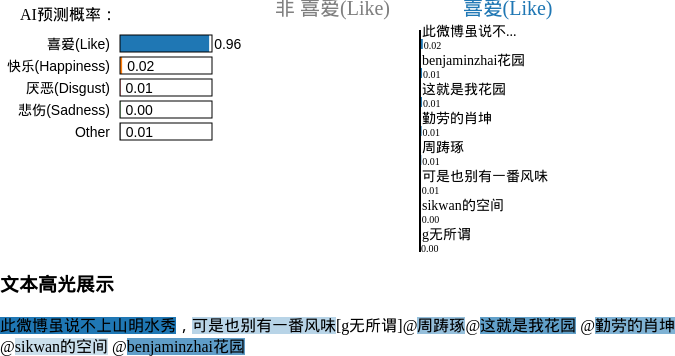 AI预测概率：
非 喜爱(Like)
喜爱(Like)
喜爱(Like) 0.96
快乐(Happiness) 0.02
厌恶(Disgust) 0.01
悲伤(Sadness) 0.00
Other 0.01
此微博虽说不...
0.02
benjaminzhai花园
0.01
这就是我花园
0.01
勤劳的肖坤
0.01
周踌琢
0.01
可是也别有一番风味
0.01
sikwan的空间
0.00
g无所谓
0.00
文本高光展示
此微博虽说不上山明水秀，可是也别有一番风味[g无所谓]@周踌琢@这就是我花园 @勤劳的肖坤
@sikwan的空间 @benjaminzhai花园